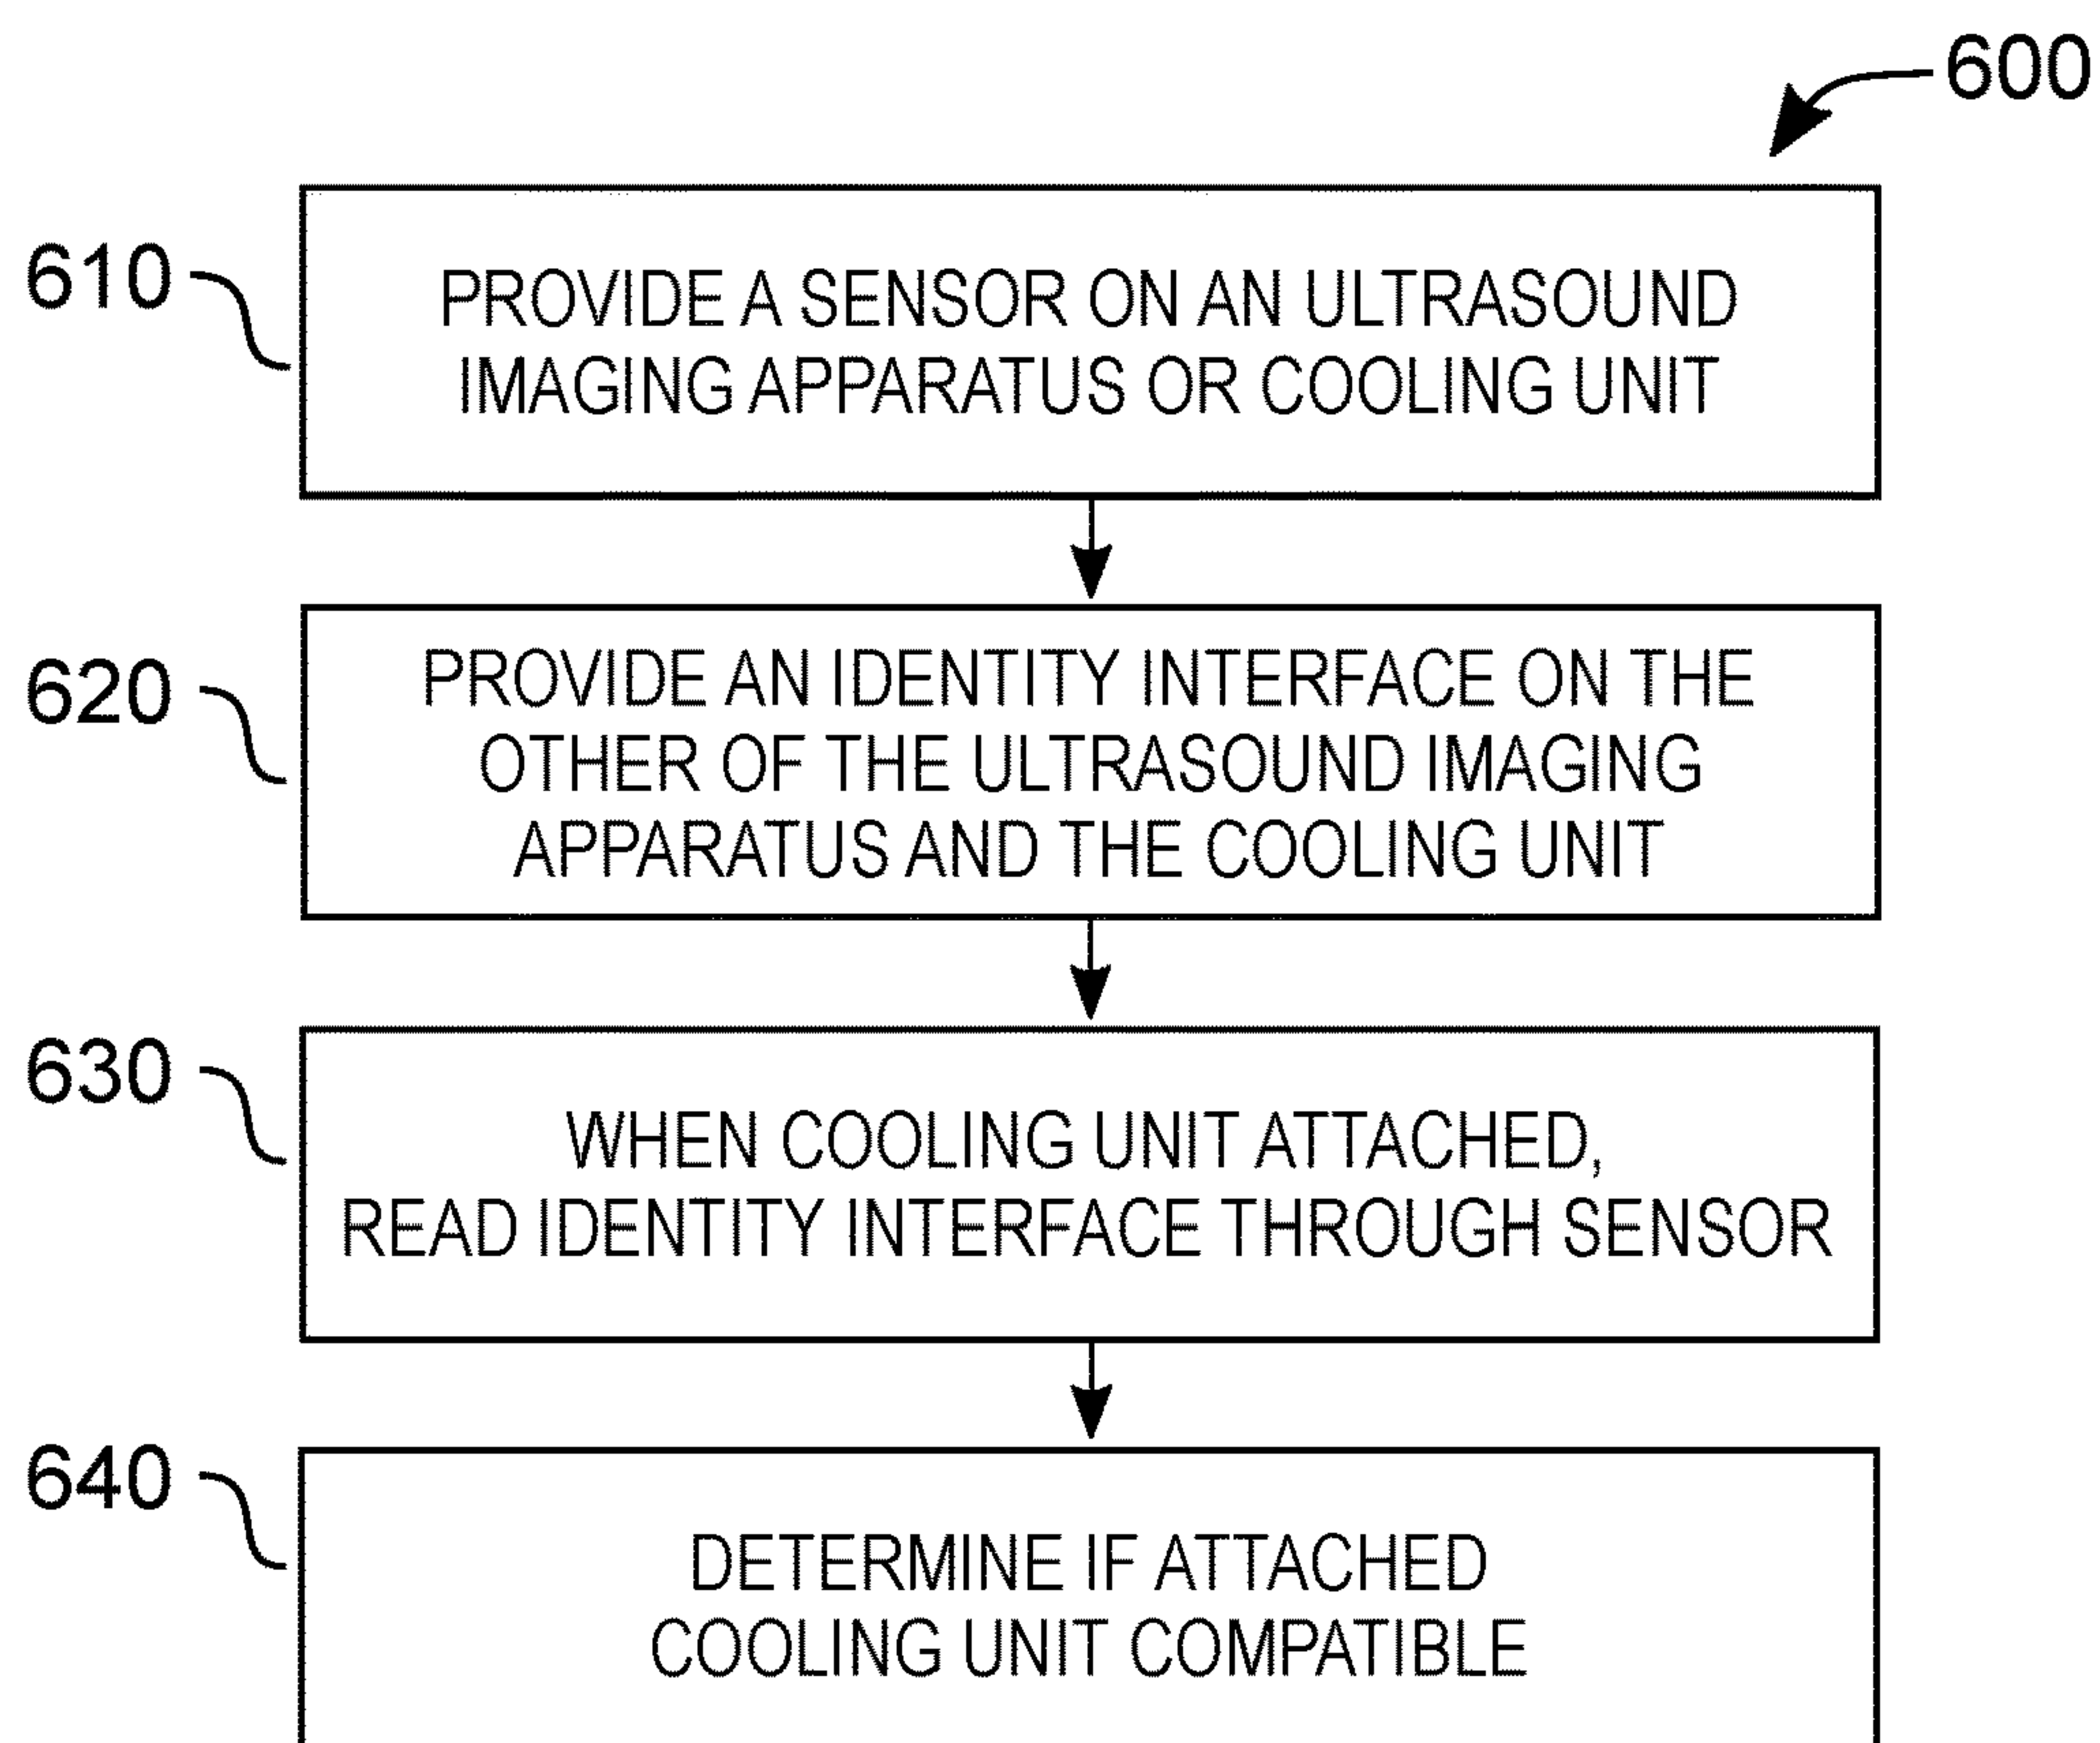 600
610
PROVIDE A SENSOR ON AN ULTRASOUND
IMAGING APPARATUS OR COOLING UNIT
620
PROVIDE AN IDENTITY INTERFACE ON THE
OTHER OF THE ULTRASOUND IMAGING
APPARATUS AND THE COOLING UNIT
630
WHEN COOLING UNIT ATTACHED,
READ IDENTITY INTERFACE THROUGH SENSOR
640
DETERMINE IF ATTACHED
COOLING UNIT COMPATIBLE